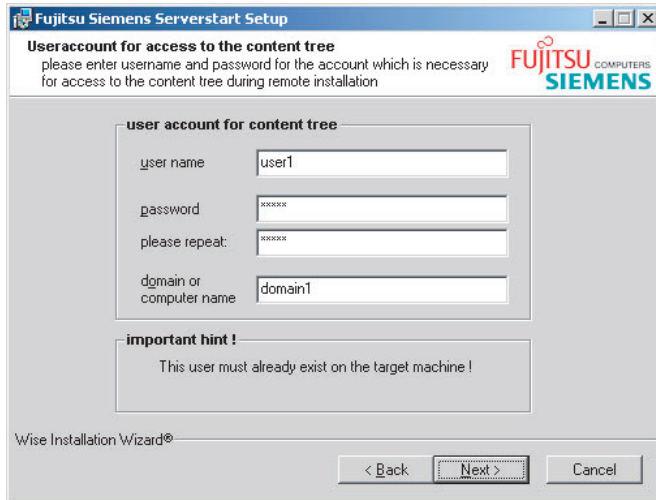 Fujitsu Siemens Serverstart Setup
Useraccount for access to the content tree
please enter username and password for the account which is necessary
for access to the content tree during remote installation
FUJITSU COMPUTERS
SIEMENS
user account for content tree
user name
user1
password
*****
please repeat:
*****
domain or
computer name
domain1
important hint !
This user must already exist on the target machine !
Wise Installation Wizard®
< Back
Next >
Cancel